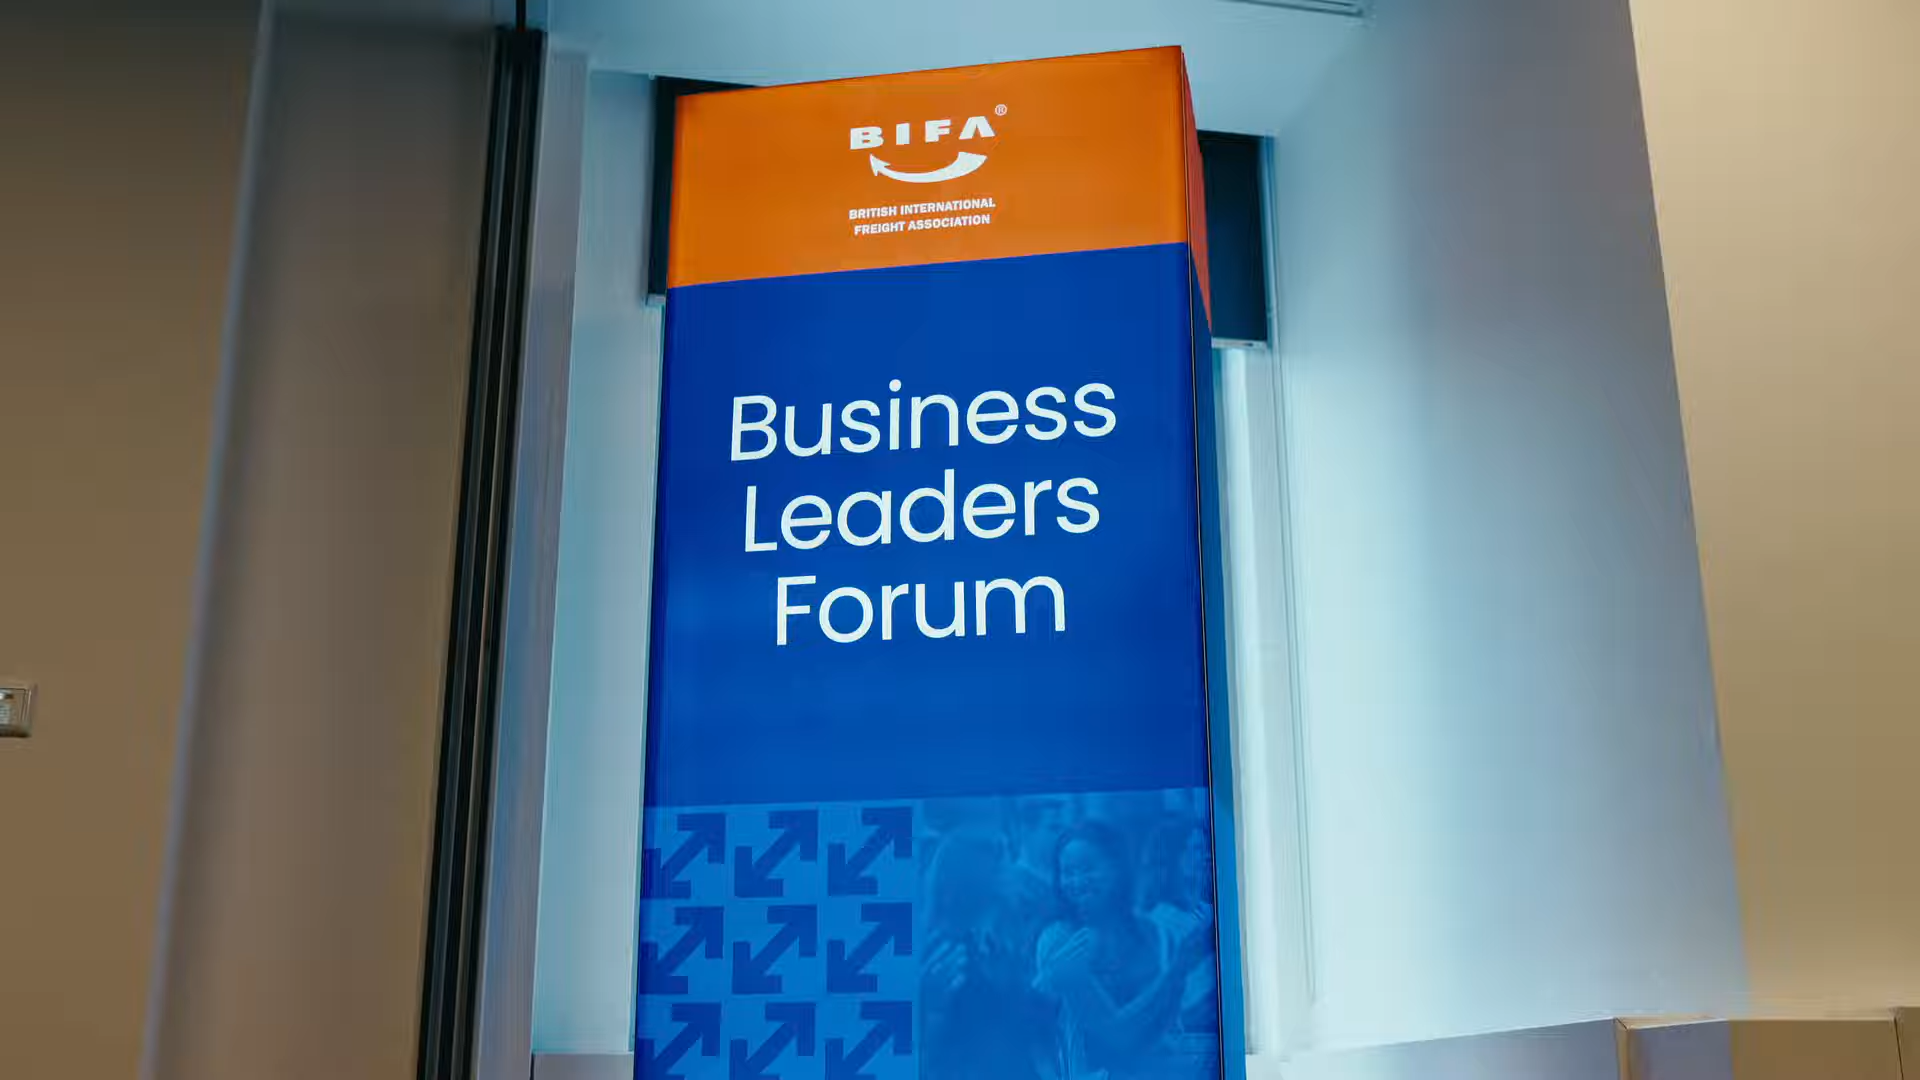 BIFA®
BRITISH INTERNATIONAL
FREIGHT ASSOCIATION
Business
Leaders
Forum